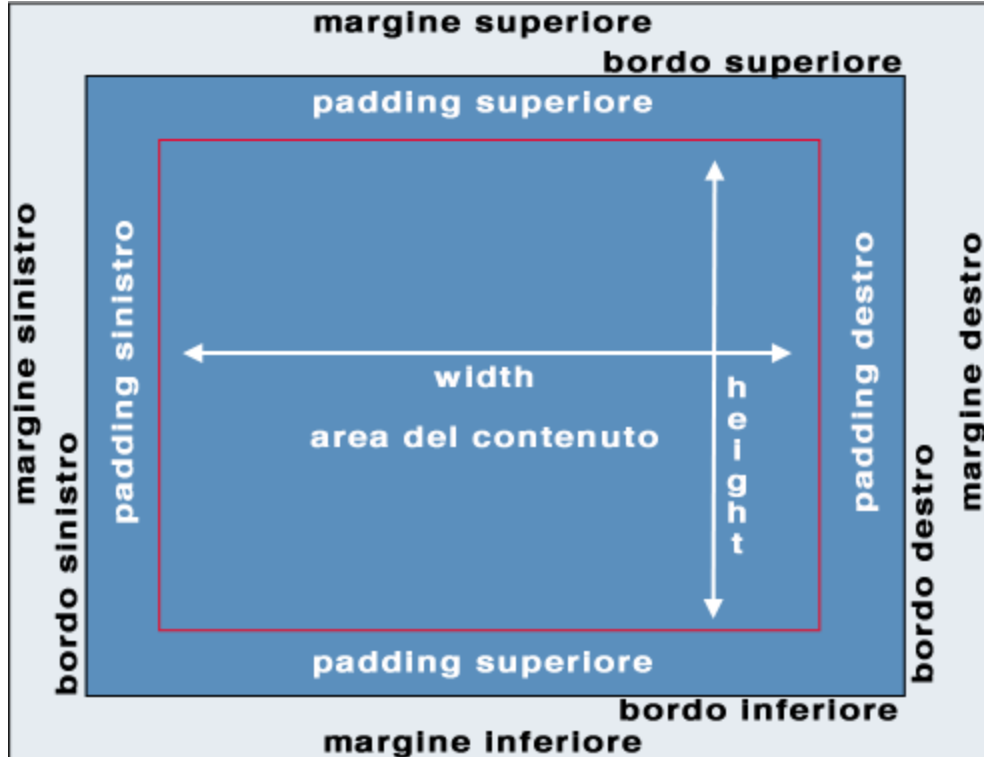 margine superiore
bordo superiore
padding superiore
margine sinistro
bordo sinistro
padding sinistro
width
area del contenuto
height
padding destro
bordo destro
margine destro
padding superiore
bordo inferiore
margine inferiore